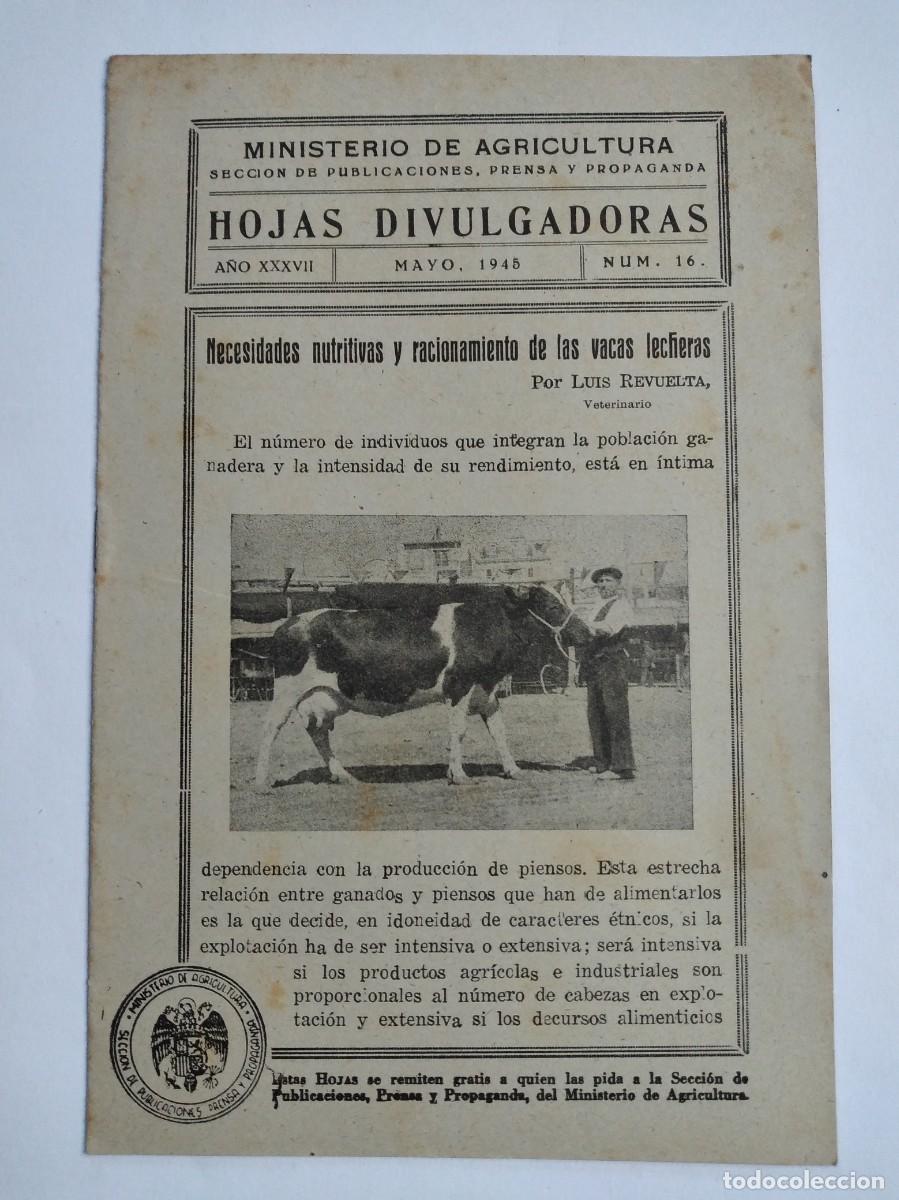 MINISTERIO DE AGRICULTURA
SECCION DE PUBLICACIONES, PRENSA Y PROPAGANDA
HOJAS DIVULGADORAS
AÑO XXXVII
MAYO, 1945
NUM. 16.
Necesidades nutritivas y racionamiento de las vacas lecheras
Por LUIS REVUELTA,
Veterinario
El número de individuos que integran la población ga-
nadera y la intensidad de su rendimiento, está en íntima
dependencia con la producción de piensos. Esta estrecha
relación entre ganados y piensos que han de alimentarlos
es la que decide, en idoneidad de caracteres étnicos, si la
explotación ha de ser intensiva o extensiva; será intensiva
si los productos agrícolas e industriales son
proporcionales al número de cabezas en explo-
tación y extensiva si los decursos alimenticios
MINISTERIO DE AGRICULTURA
SECCION DE PUBLICACIONES PRENSA Y PROPAGANDA
Estas HOJAS se remiten gratis a quien las pida a la Sección de
Publicaciones, Prensa y Propaganda, del Ministerio de Agricultura.
todocoleccion